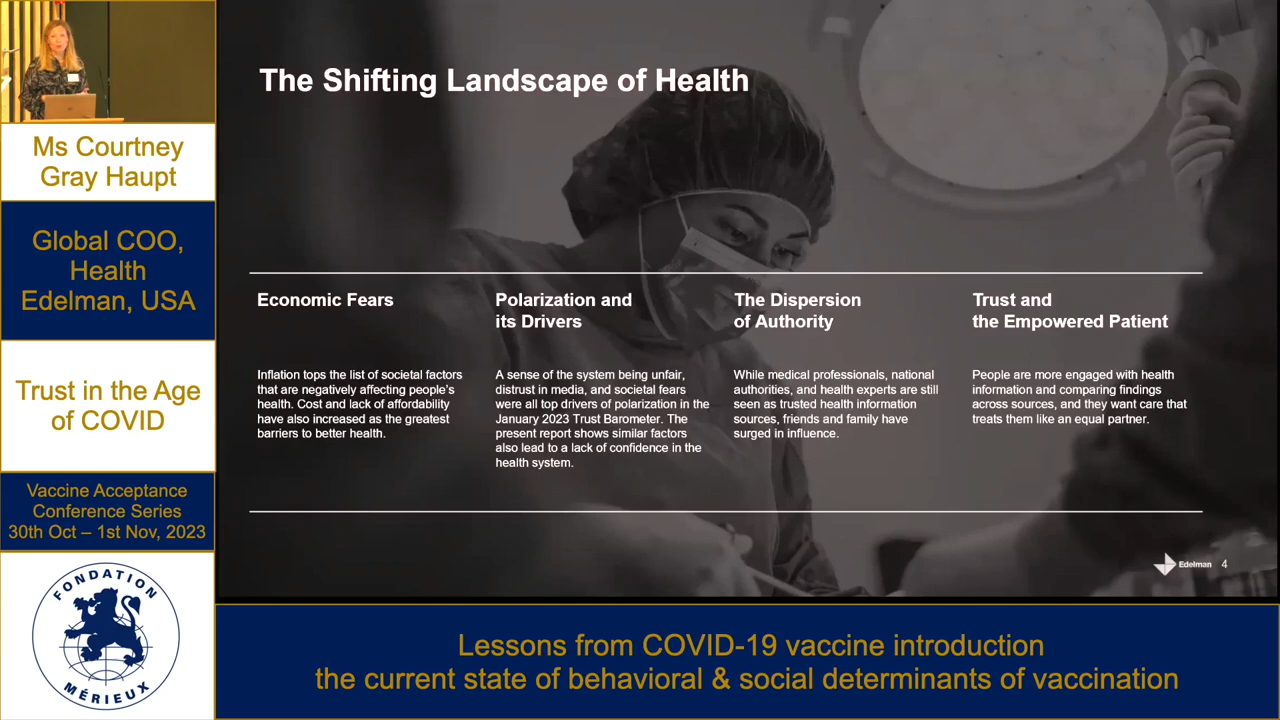 Ms Courtney
Gray Haupt
Global COO,
Health
Edelman, USA
Trust in the Age
of COVID
Vaccine Acceptance
Conference Series
30th Oct – 1st Nov, 2023
FONDATION
MÉRIEUX
The Shifting Landscape of Health
Economic Fears
Inflation tops the list of societal factors
that are negatively affecting people's
health. Cost and lack of affordability
have also increased as the greatest
barriers to better health.
Polarization and
its Drivers
A sense of the system being unfair,
distrust in media, and societal fears
were all top drivers of polarization in the
January 2023 Trust Barometer. The
present report shows similar factors
also lead to a lack of confidence in the
health system.
The Dispersion
of Authority
While medical professionals, national
authorities, and health experts are still
seen as trusted health information
sources, friends and family have
surged in influence.
Trust and
the Empowered Patient
People are more engaged with health
information and comparing findings
across sources, and they want care that
treats them like an equal partner.
Edelman 4
Lessons from COVID-19 vaccine introduction
the current state of behavioral & social determinants of vaccination